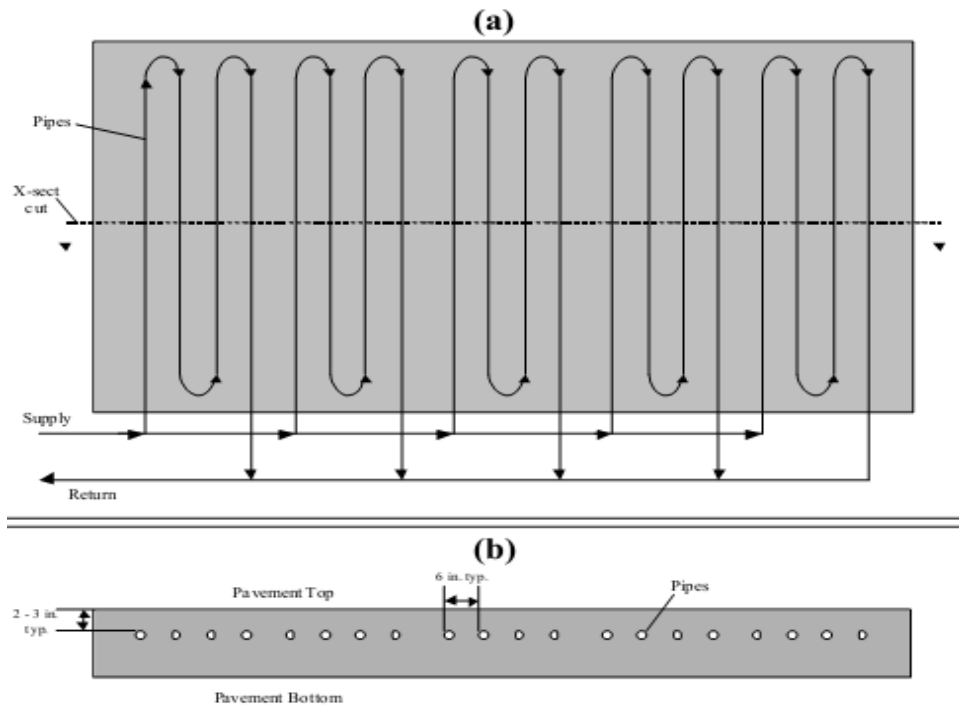 (a)
Pipes
X-sect
cut
Supply
Return
(b)
6 in. typ.
Pavement Top
Pipes
2 - 3 in.
typ.
Pavement Bottom